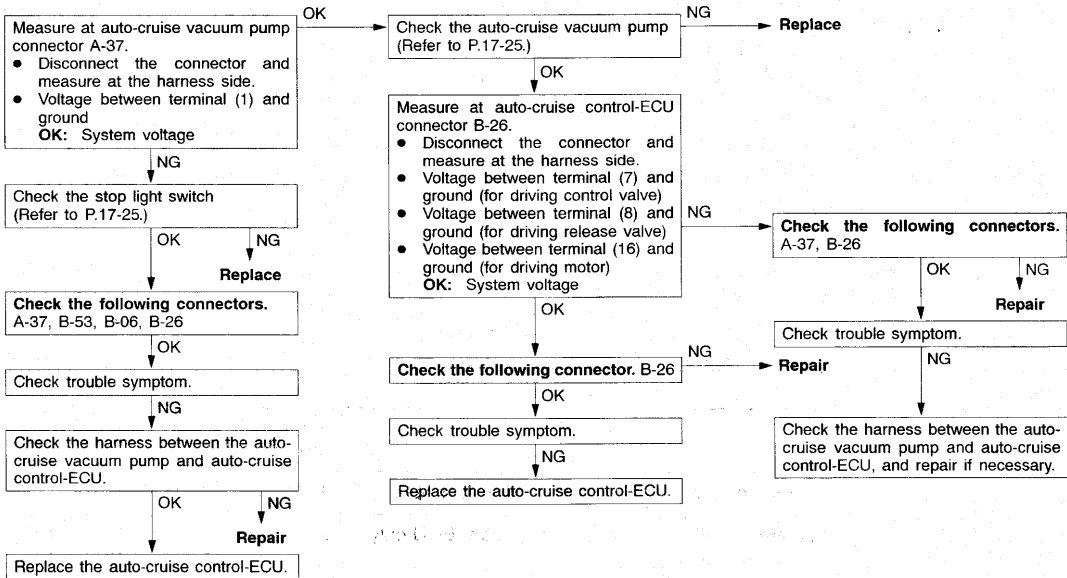 Measure at auto-cruise vacuum pump
connector A-37.
● Disconnect the connector and
measure at the harness side.
● Voltage between terminal (1) and
ground
OK: System voltage
OK
NG
Check the stop light switch
(Refer to P.17-25.)
OK
NG
Replace
Check the following connectors.
A-37, B-53, B-06, B-26
OK
Check trouble symptom.
NG
Check the harness between the auto-
cruise vacuum pump and auto-cruise
control-ECU.
OK
NG
Repair
Replace the auto-cruise control-ECU.
Check the auto-cruise vacuum pump
(Refer to P.17-25.)
NG
Replace
OK
Measure at auto-cruise control-ECU
connector B-26.
● Disconnect the connector and
measure at the harness side.
● Voltage between terminal (7) and
ground (for driving control valve)
● Voltage between terminal (8) and
ground (for driving release valve)
● Voltage between terminal (16) and
ground (for driving motor)
OK: System voltage
NG
OK
Check the following connector. B-26
NG
Repair
OK
Check trouble symptom.
NG
Replace the auto-cruise control-ECU.
Check the following connectors.
A-37, B-26
OK
NG
Repair
Check trouble symptom.
NG
Check the harness between the auto-
cruise vacuum pump and auto-cruise
control-ECU, and repair if necessary.